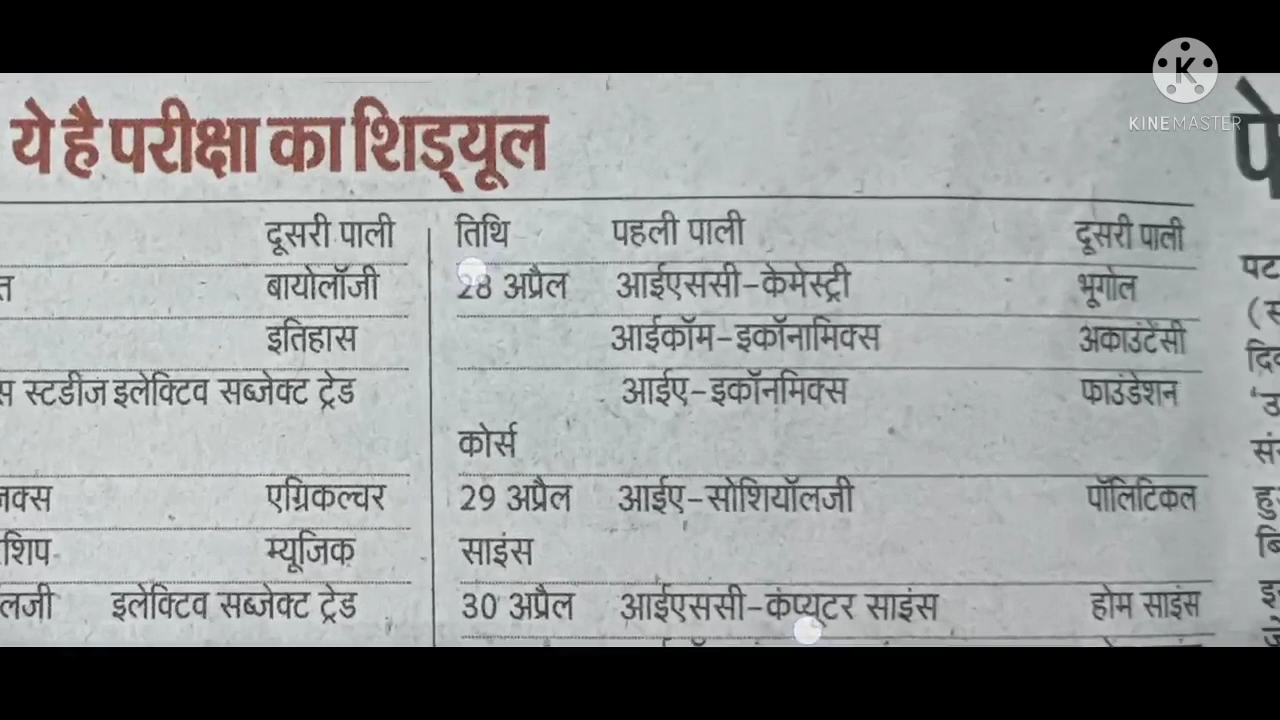 KINEMASTER
ये है परीक्षा का शिड्यूल
दूसरी पाली
बायोलॉजी
इतिहास
स्टडीज इलेक्टिव सब्जेक्ट ट्रेड
एग्रिकल्चर
म्यूजिक
इलेक्टिव सब्जेक्ट ट्रेड
तिथि पहली पाली दूसरी पाली
28 अप्रैल आईएससी-केमेस्ट्री भूगोल
आईकॉम-इकॉनामिक्स अकाउंटेंसी
आईए-इकॉनमिक्स फाउंडेशन
कोर्स
29 अप्रैल आईए-सोशियॉलजी पॉलिटिकल
साइंस
30 अप्रैल आईएससी-कंप्यूटर साइंस होम साइंस